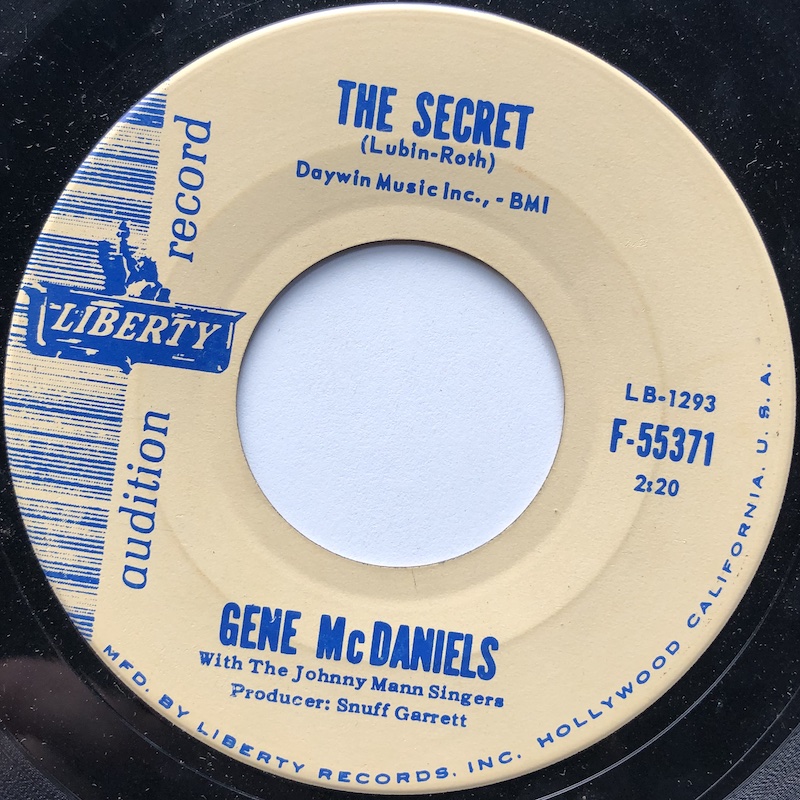 THE SECRET
(Lubin-Roth)
Daywin Music Inc., - BMI
audition record
LIBERTY
LB-1293
F-55371
2:20
GENE McDANIELS
With The Johnny Mann Singers
Producer: Snuff Garrett
MFD. BY LIBERTY RECORDS, INC. HOLLYWOOD CALIFORNIA. U. S. A.